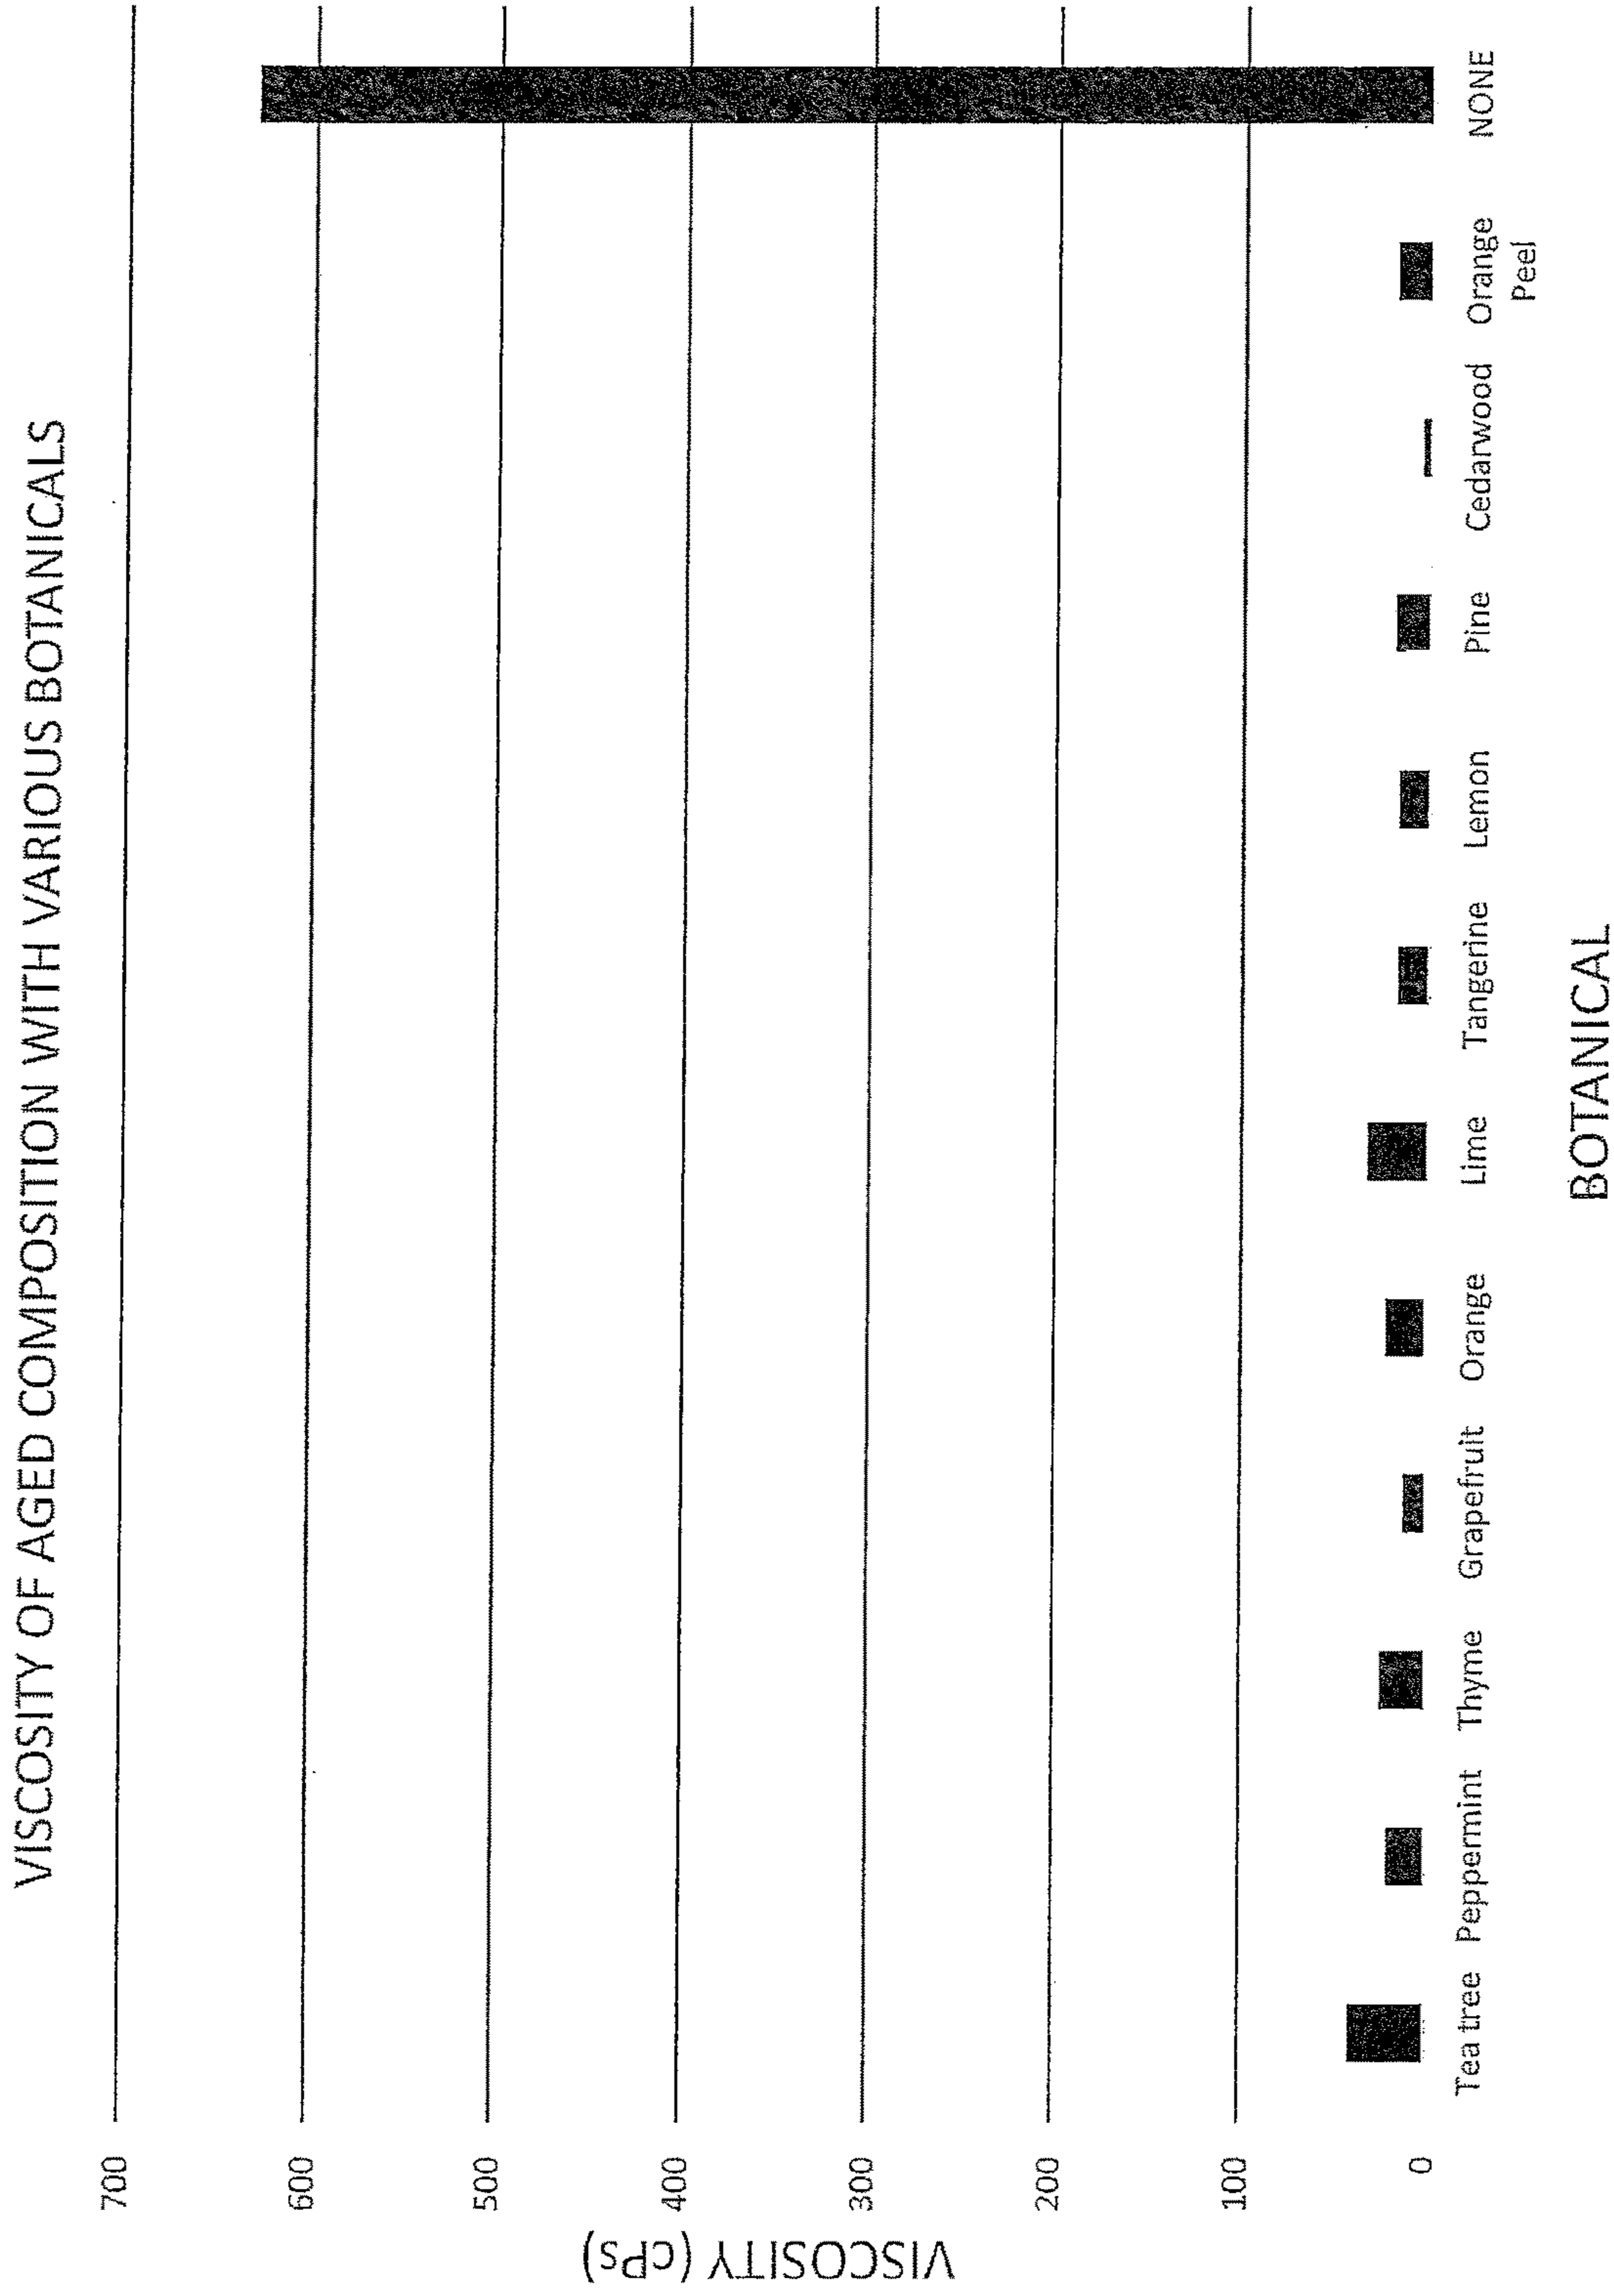 VISCOSITY OF AGED COMPOSITION WITH VARIOUS BOTANICALS
VISCOSITY (cPs)
700
600
500
400
300
200
100
0
Tea tree
Peppermint
Thyme
Grapefruit
Orange
Lime
Tangerine
Lemon
Pine
Cedarwood
Orange
Peel
NONE
BOTANICAL